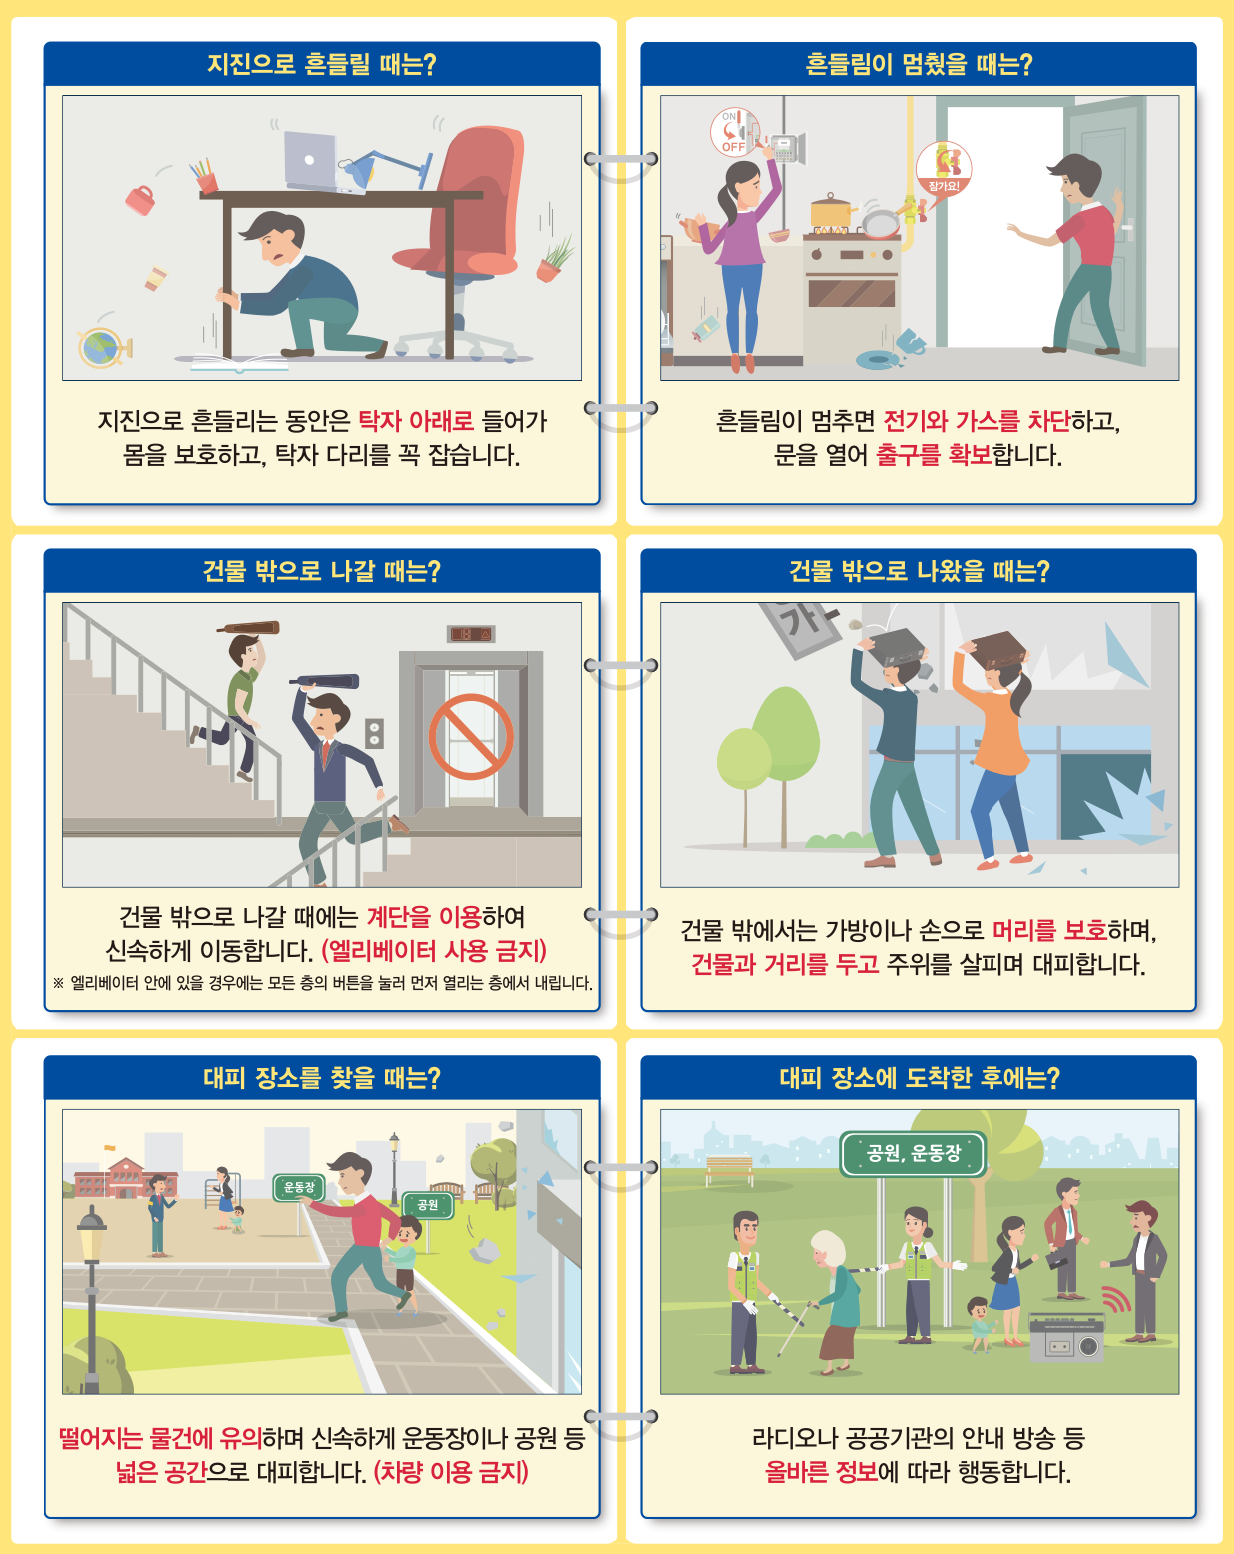 지진으로 흔들릴 때는?
지진으로 흔들리는 동안은 탁자 아래로 들어가
몸을 보호하고, 탁자 다리를 꼭 잡습니다.
흔들림이 멈췄을 때는?
ON
OFF
잠가요!
흔들림이 멈추면 전기와 가스를 차단하고,
문을 열어 출구를 확보합니다.
건물 밖으로 나갈 때는?
건물 밖으로 나갈 때에는 계단을 이용하여
신속하게 이동합니다. (엘리베이터 사용 금지)
※ 엘리베이터 안에 있을 경우에는 모든 층의 버튼을 눌러 먼저 열리는 층에서 내립니다.
건물 밖으로 나왔을 때는?
가
건물 밖에서는 가방이나 손으로 머리를 보호하며,
건물과 거리를 두고 주위를 살피며 대피합니다.
대피 장소를 찾을 때는?
운동장
공원
떨어지는 물건에 유의하며 신속하게 운동장이나 공원 등
넓은 공간으로 대피합니다. (차량 이용 금지)
대피 장소에 도착한 후에는?
공원, 운동장
라디오나 공공기관의 안내 방송 등
올바른 정보에 따라 행동합니다.